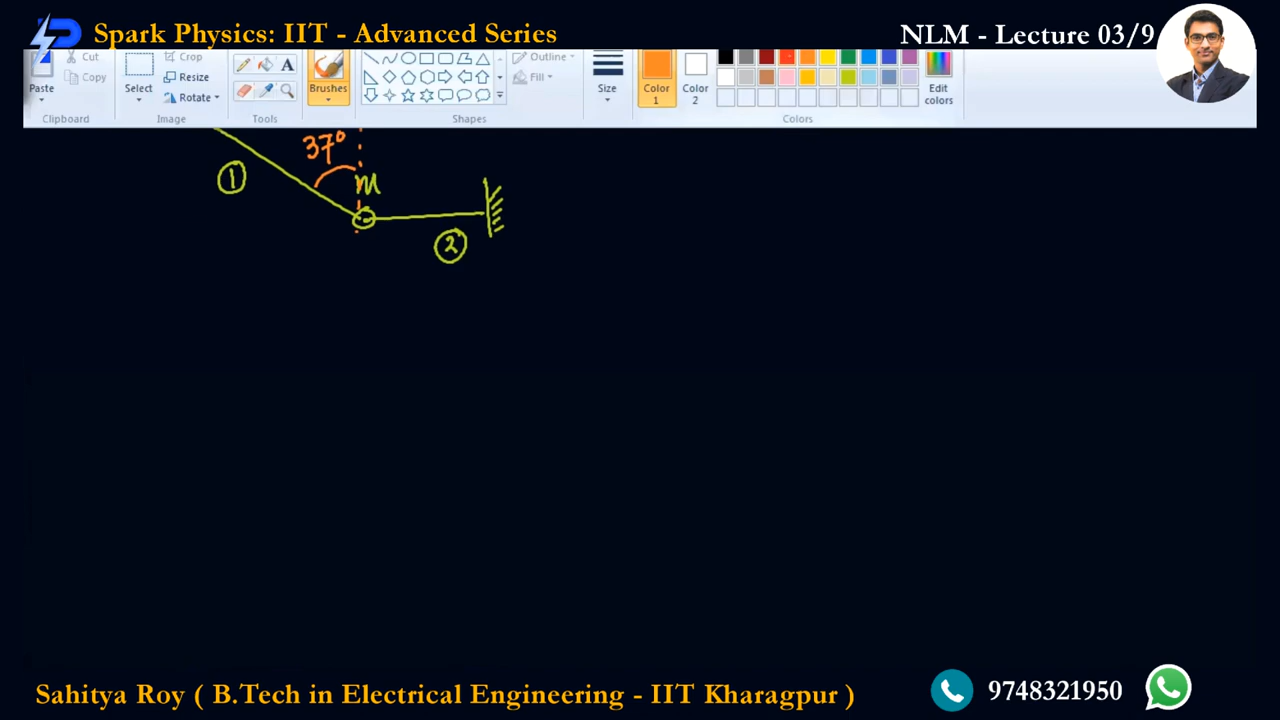 Spark Physics: IIT - Advanced Series
NLM - Lecture 03/9
Cut
Copy
Paste
Crop
Resize
Rotate
Select
A
Brushes
Outline
Fill
Size
Color 1
Color 2
Edit colors
Clipboard
Image
Tools
Shapes
Colors
37°
1
m
2
Sahitya Roy ( B.Tech in Electrical Engineering - IIT Kharagpur )
9748321950